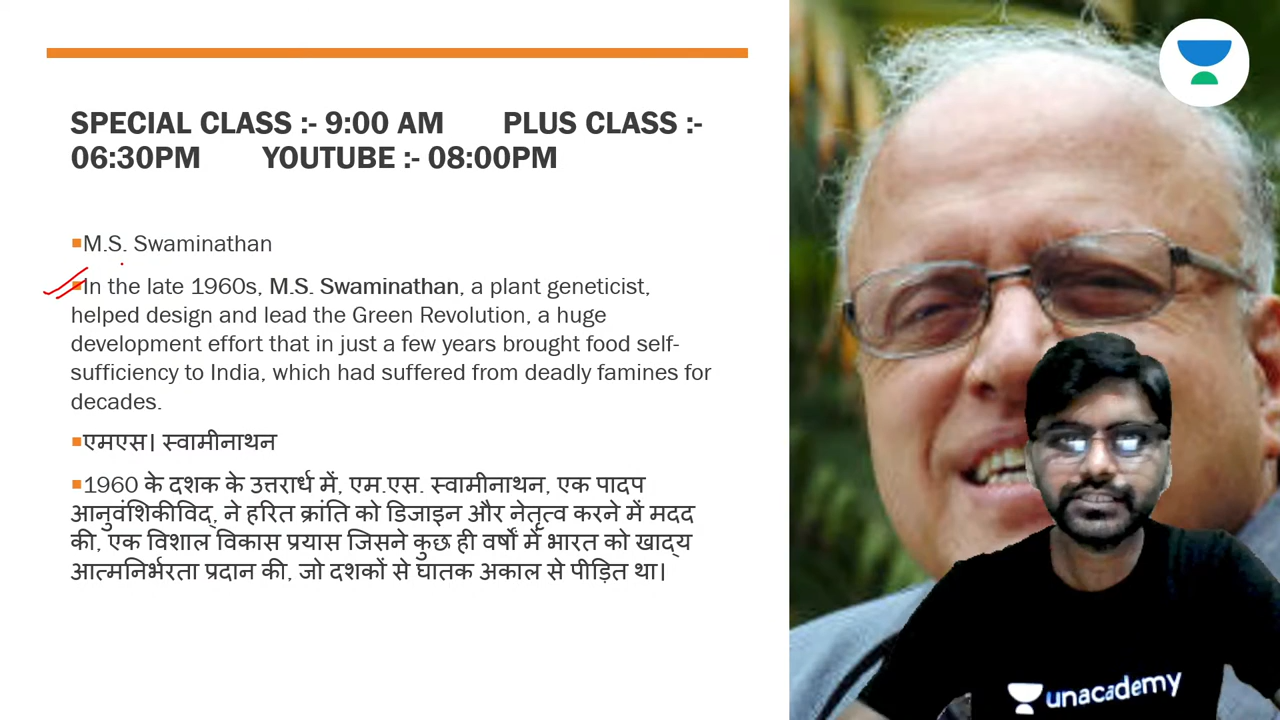 SPECIAL CLASS :- 9:00 AM PLUS CLASS :-
06:30PM YOUTUBE :- 08:00PM
M.S. Swaminathan
In the late 1960s, M.S. Swaminathan, a plant geneticist,
helped design and lead the Green Revolution, a huge
development effort that in just a few years brought food self-
sufficiency to India, which had suffered from deadly famines for
decades.
एमएस। स्वामीनाथन
1960 के दशक के उत्तरार्ध में, एम.एस. स्वामीनाथन, एक पादप
आनुवंशिकीविद्, ने हरित क्रांति को डिजाइन और नेतृत्व करने में मदद
की, एक विशाल विकास प्रयास जिसने कुछ ही वर्षों में भारत को खाद्य
आत्मनिर्भरता प्रदान की, जो दशकों से घातक अकाल से पीड़ित था।
unacademy